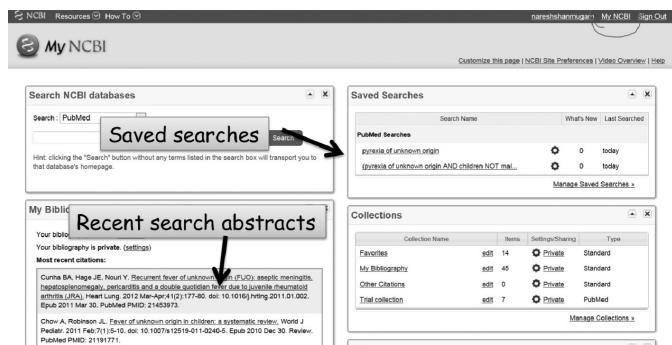 NCBI Resources How To nareshshanmugam My NCBI Sign Out
My NCBI
Customize this page | NCBI Site Preferences | Video Overview | Help
Search NCBI databases
Search : PubMed
Search
Saved searches
Hint: clicking the "Search" button without any terms listed in the search box will transport you to
that database's homepage.
Saved Searches
Search Name What's New Last Searched
PubMed Searches
pyrexia of unknown origin 0 today
(pyrexia of unknown origin AND children NOT mal... 0 today
Manage Saved Searches »
My
Recent search abstracts
Your
Your bibliography is private. (settings)
Most recent citations:
Cunha BA, Hage JE, Nouri Y. Recurrent fever of unknown origin (FUO): aseptic meningitis,
hepatosplenomegaly, pericarditis and a double quotidian fever due to juvenile rheumatoid
arthritis (JRA). Heart Lung. 2012 Mar-Apr;41(2):177-80. doi: 10.1016/j.hrtlng.2011.01.002.
Epub 2011 Mar 30. PubMed PMID: 21453973.
Chow A, Robinson JL. Fever of unknown origin in children: a systematic review. World J
Pediatr. 2011 Feb;7(1):5-10. doi: 10.1007/s12519-011-0240-5. Epub 2010 Dec 30. Review.
PubMed PMID: 21191771.
Collections
Collection Name Items Settings/Sharing Type
Favorites edit 14 Private Standard
My Bibliography edit 45 Private Standard
Other Citations edit 0 Private Standard
Trial collection edit 7 Private PubMed
Manage Collections »